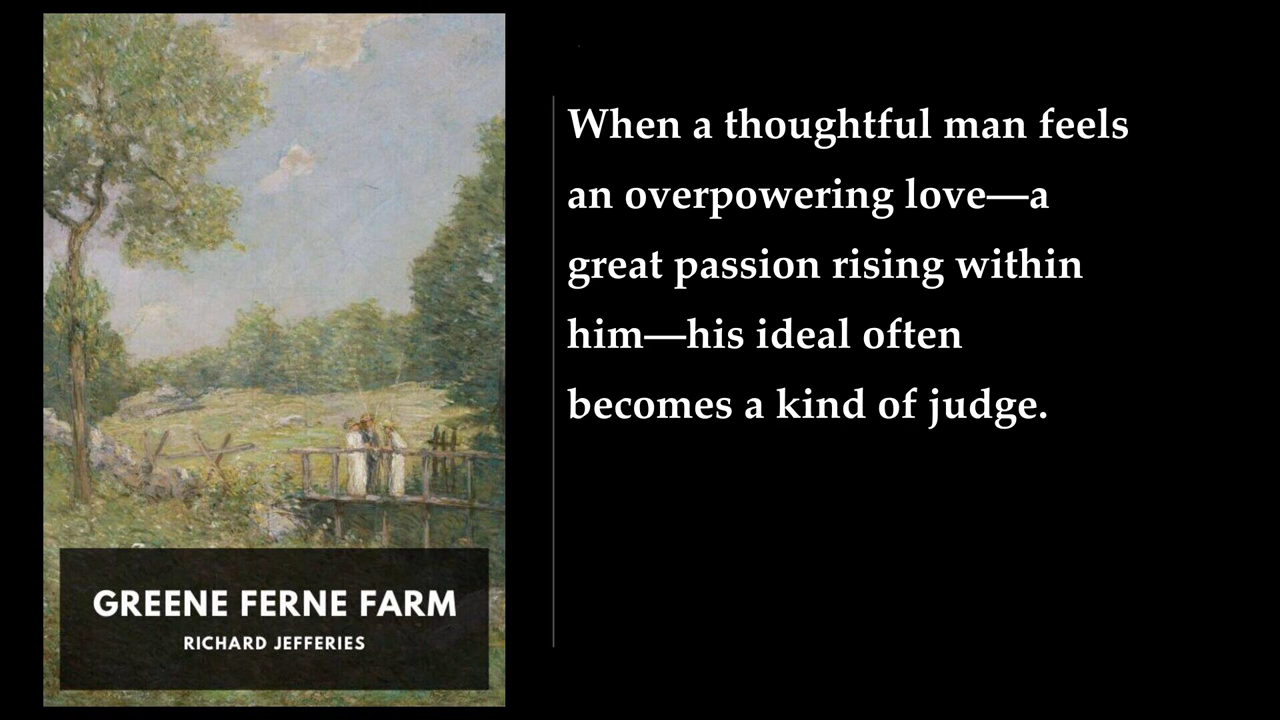 When a thoughtful man feels
an overpowering love—a
great passion rising within
him—his ideal often
becomes a kind of judge.
GREENE FERNE FARM
RICHARD JEFFERIES